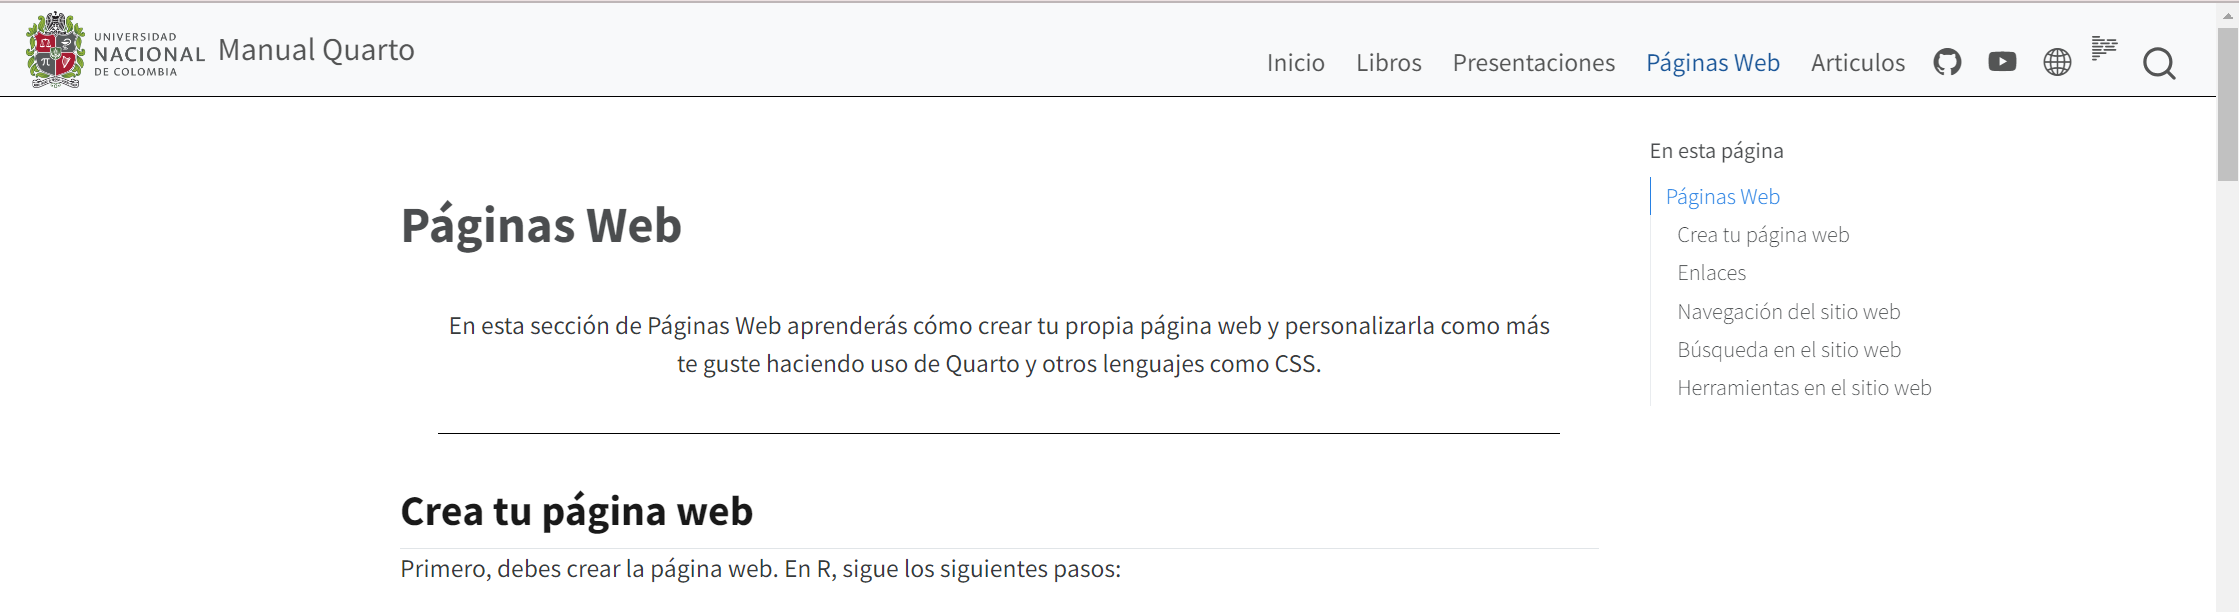 UNIVERSIDAD
NACIONAL
DE COLOMBIA
Manual Quarto
Inicio Libros Presentaciones Páginas Web Articulos
En esta página
Páginas Web
Crea tu página web
Enlaces
Navegación del sitio web
Búsqueda en el sitio web
Herramientas en el sitio web
Páginas Web
En esta sección de Páginas Web aprenderás cómo crear tu propia página web y personalizarla como más
te guste haciendo uso de Quarto y otros lenguajes como CSS.
Crea tu página web
Primero, debes crear la página web. En R, sigue los siguientes pasos: